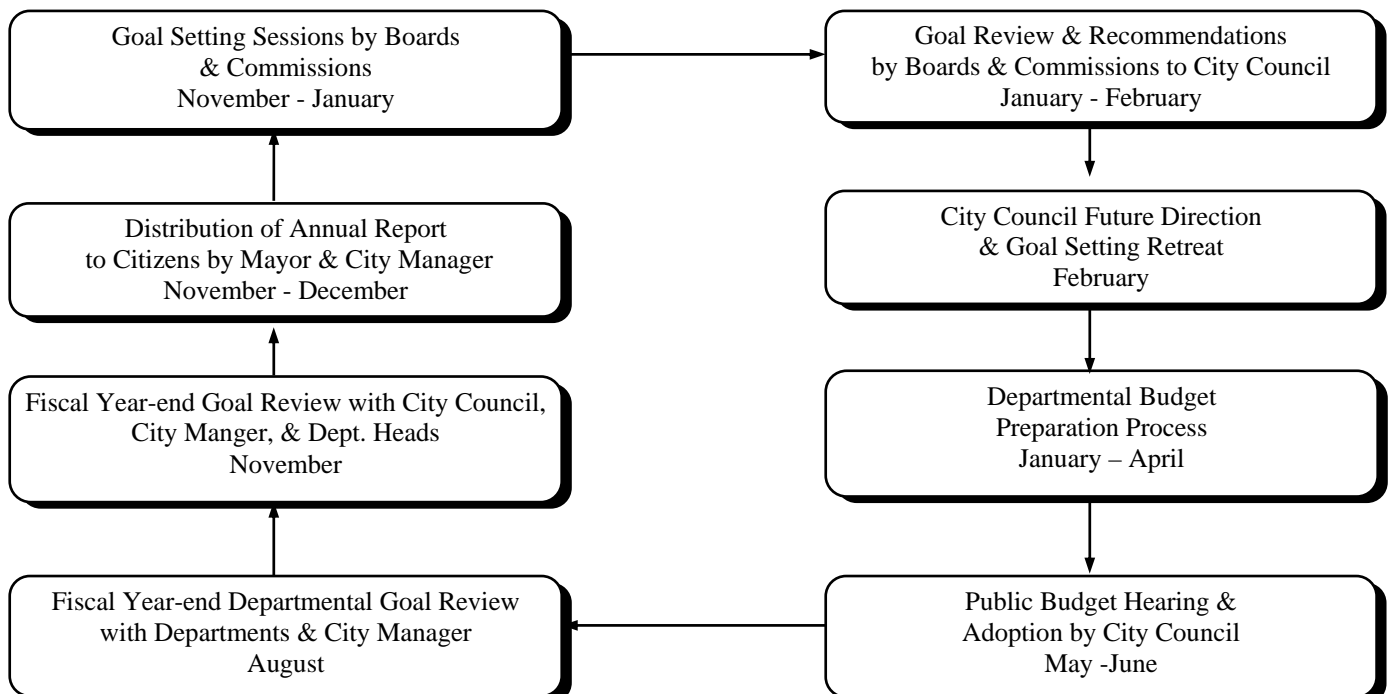 Goal Setting Sessions by Boards
& Commissions
November - January
Goal Review & Recommendations
by Boards & Commissions to City Council
January - February
City Council Future Direction
& Goal Setting Retreat
February
Departmental Budget
Preparation Process
January – April
Public Budget Hearing &
Adoption by City Council
May -June
Fiscal Year-end Departmental Goal Review
with Departments & City Manager
August
Fiscal Year-end Goal Review with City Council,
City Manger, & Dept. Heads
November
Distribution of Annual Report
to Citizens by Mayor & City Manager
November - December